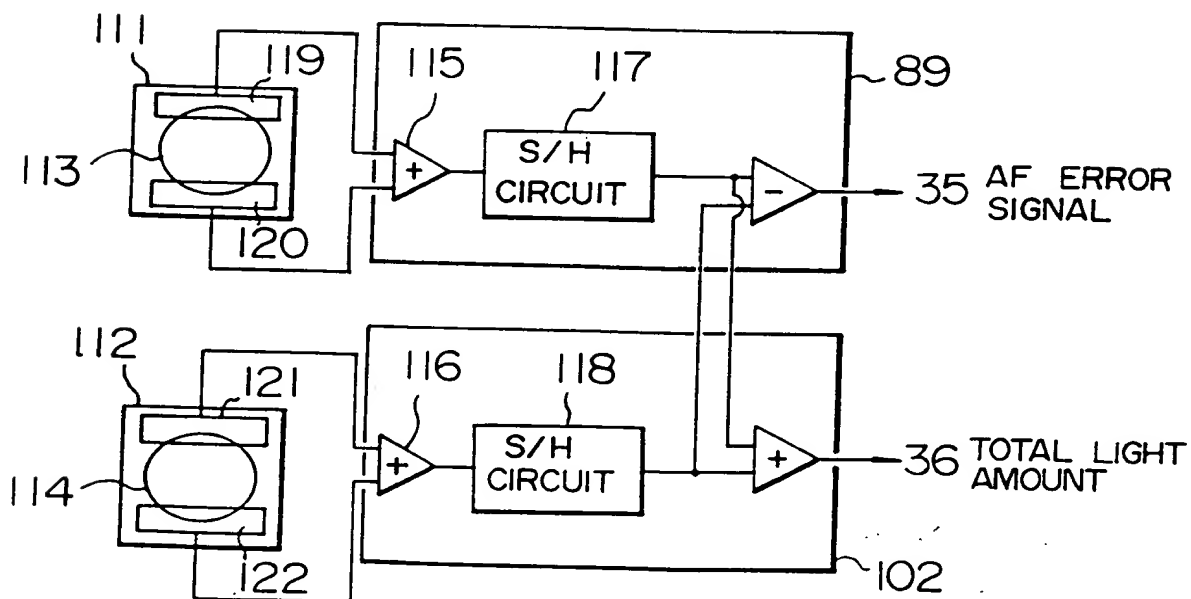 111
119
115
117
89
S/H
CIRCUIT
+
−
113
120
35 AF ERROR
SIGNAL
112
121
116
118
S/H
CIRCUIT
+
+
36 TOTAL LIGHT
AMOUNT
114
122
102